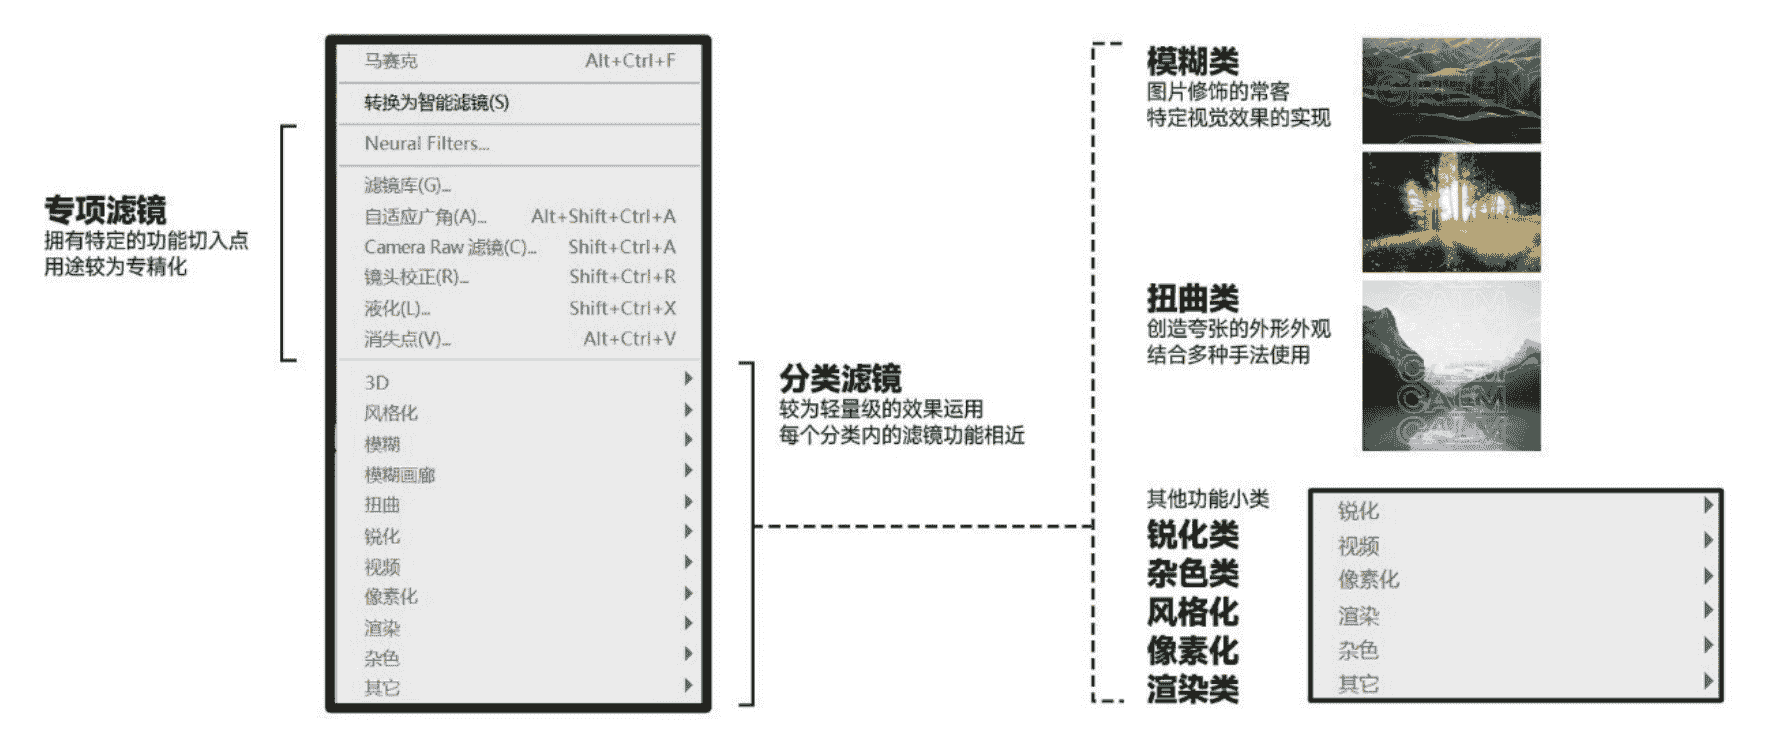 专项滤镜
拥有特定的功能切入点
用途较为专精化
马赛克 Alt+Ctrl+F
转换为智能滤镜(S)
Neural Filters...
滤镜库(G)...
自适应广角(A)... Alt+Shift+Ctrl+A
Camera Raw 滤镜(C)... Shift+Ctrl+A
镜头校正(R)... Shift+Ctrl+R
液化(L)... Shift+Ctrl+X
消失点(V)... Alt+Ctrl+V
3D
风格化
模糊
模糊画廊
扭曲
锐化
视频
像素化
渲染
杂色
其它
分类滤镜
较为轻量级的效果运用
每个分类内的滤镜功能相近
模糊类
图片修饰的常客
特定视觉效果的实现
扭曲类
创造夸张的外形外观
结合多种手法使用
CALM
CALM
CALM
其他功能小类
锐化类
杂色类
风格化
像素化
渲染类
锐化
视频
像素化
渲染
杂色
其它